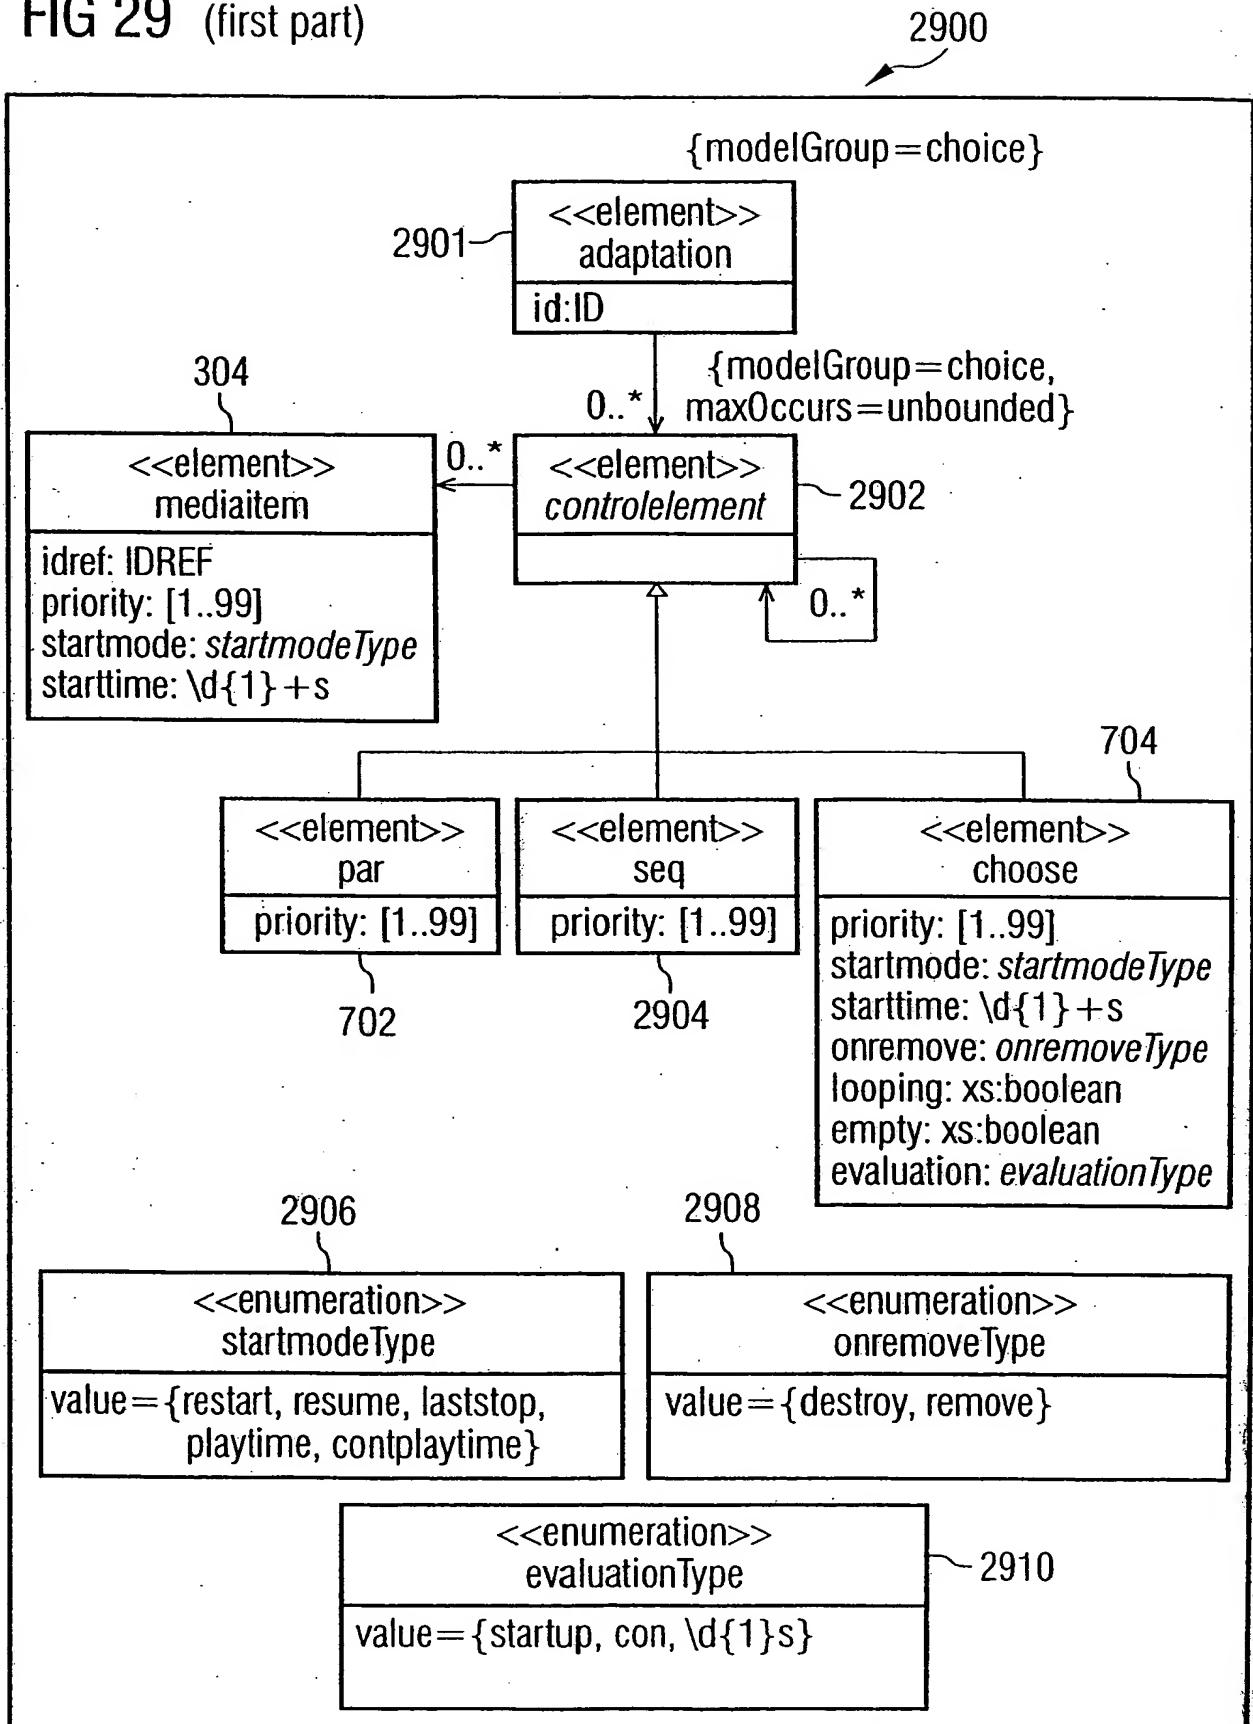 FIG 29 (first part)
2900
{modelGroup=choice}
<<element>>
adaptation
id:ID
2901
{modelGroup=choice,
maxOccurs=unbounded}
0..*
304
<<element>>
mediaitem
idref: IDREF
priority: [1..99]
startmode: startmodeType
starttime: \d{1}+s
0..*
<<element>>
controlelement
2902
0..*
<<element>>
par
priority: [1..99]
702
<<element>>
seq
priority: [1..99]
2904
704
<<element>>
choose
priority: [1..99]
startmode: startmodeType
starttime: \d{1}+s
onremove: onremoveType
looping: xs:boolean
empty: xs:boolean
evaluation: evaluationType
2906
<<enumeration>>
startmodeType
value={restart, resume, laststop,
playtime, contplaytime}
2908
<<enumeration>>
onremoveType
value={destroy, remove}
<<enumeration>>
evaluationType
value={startup, con, \d{1}s}
2910